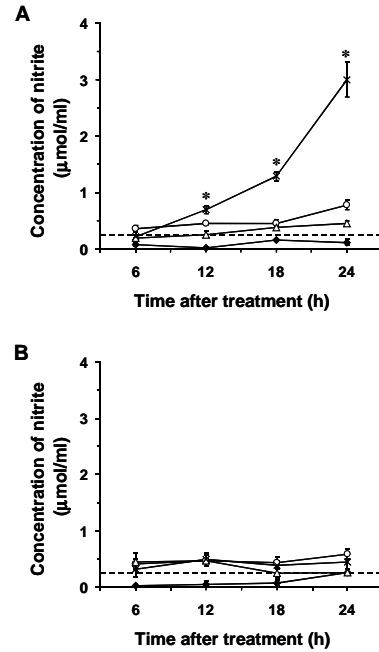 A
Concentration of nitrite
(μmol/ml)
4
3
2
1
0
*
*
*
6 12 18 24
Time after treatment (h)
B
Concentration of nitrite
(μmol/ml)
4
3
2
1
0
6 12 18 24
Time after treatment (h)